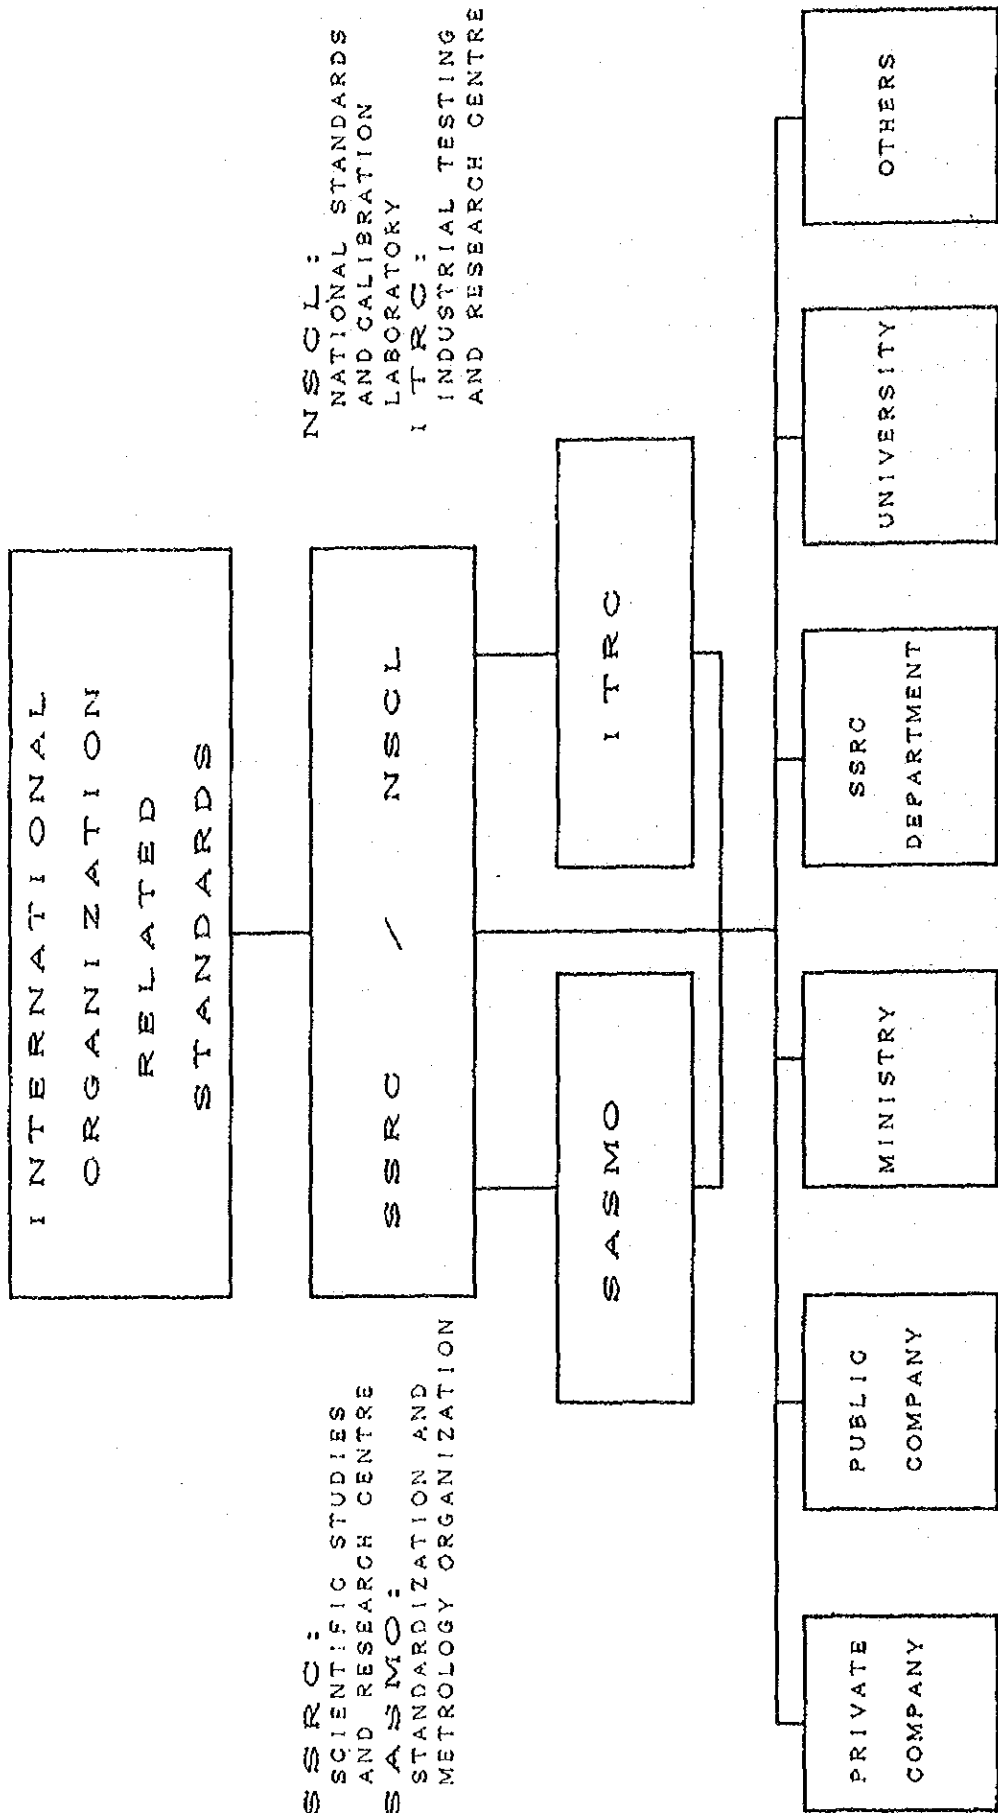 INTERNATIONAL
ORGANIZATION
RELATED
STANDARDS
SSRC:
SCIENTIFIC STUDIES
AND RESEARCH CENTRE
SASMO:
STANDARDIZATION AND
METROLOGY ORGANIZATION
SSRC / NSCL
NSCL:
NATIONAL STANDARDS
AND CALIBRATION
LABORATORY
ITRC:
INDUSTRIAL TESTING
AND RESEARCH CENTRE
SASMO
ITRC
PRIVATE
COMPANY
PUBLIC
COMPANY
MINISTRY
SSRC
DEPARTMENT
UNIVERSITY
OTHERS